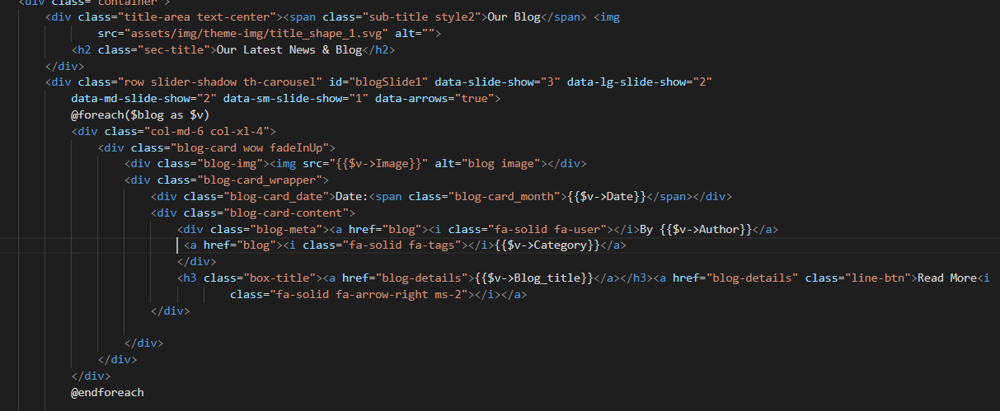 <div class="container">
<div class="title-area text-center"><span class="sub-title style2">Our Blog</span> <img
src="assets/img/theme-img/title_shape_1.svg" alt="">
<h2 class="sec-title">Our Latest News & Blog</h2>
</div>
<div class="row slider-shadow th-carousel" id="blogSlide1" data-slide-show="3" data-lg-slide-show="2"
data-md-slide-show="2" data-sm-slide-show="1" data-arrows="true">
@foreach($blog as $v)
<div class="col-md-6 col-xl-4">
<div class="blog-card wow fadeInUp">
<div class="blog-img"><img src="{{$v->Image}}" alt="blog image"></div>
<div class="blog-card_wrapper">
<div class="blog-card_date">Date:<span class="blog-card_month">{{$v->Date}}</span></div>
<div class="blog-card-content">
<div class="blog-meta"><a href="blog"><i class="fa-solid fa-user"></i>By {{$v->Author}}</a>
<a href="blog"><i class="fa-solid fa-tags"></i>{{$v->Category}}</a>
</div>
<h3 class="box-title"><a href="blog-details">{{$v->Blog_title}}</a></h3><a href="blog-details" class="line-btn">Read More<i
class="fa-solid fa-arrow-right ms-2"></i></a>
</div>
</div>
</div>
</div>
@endforeach